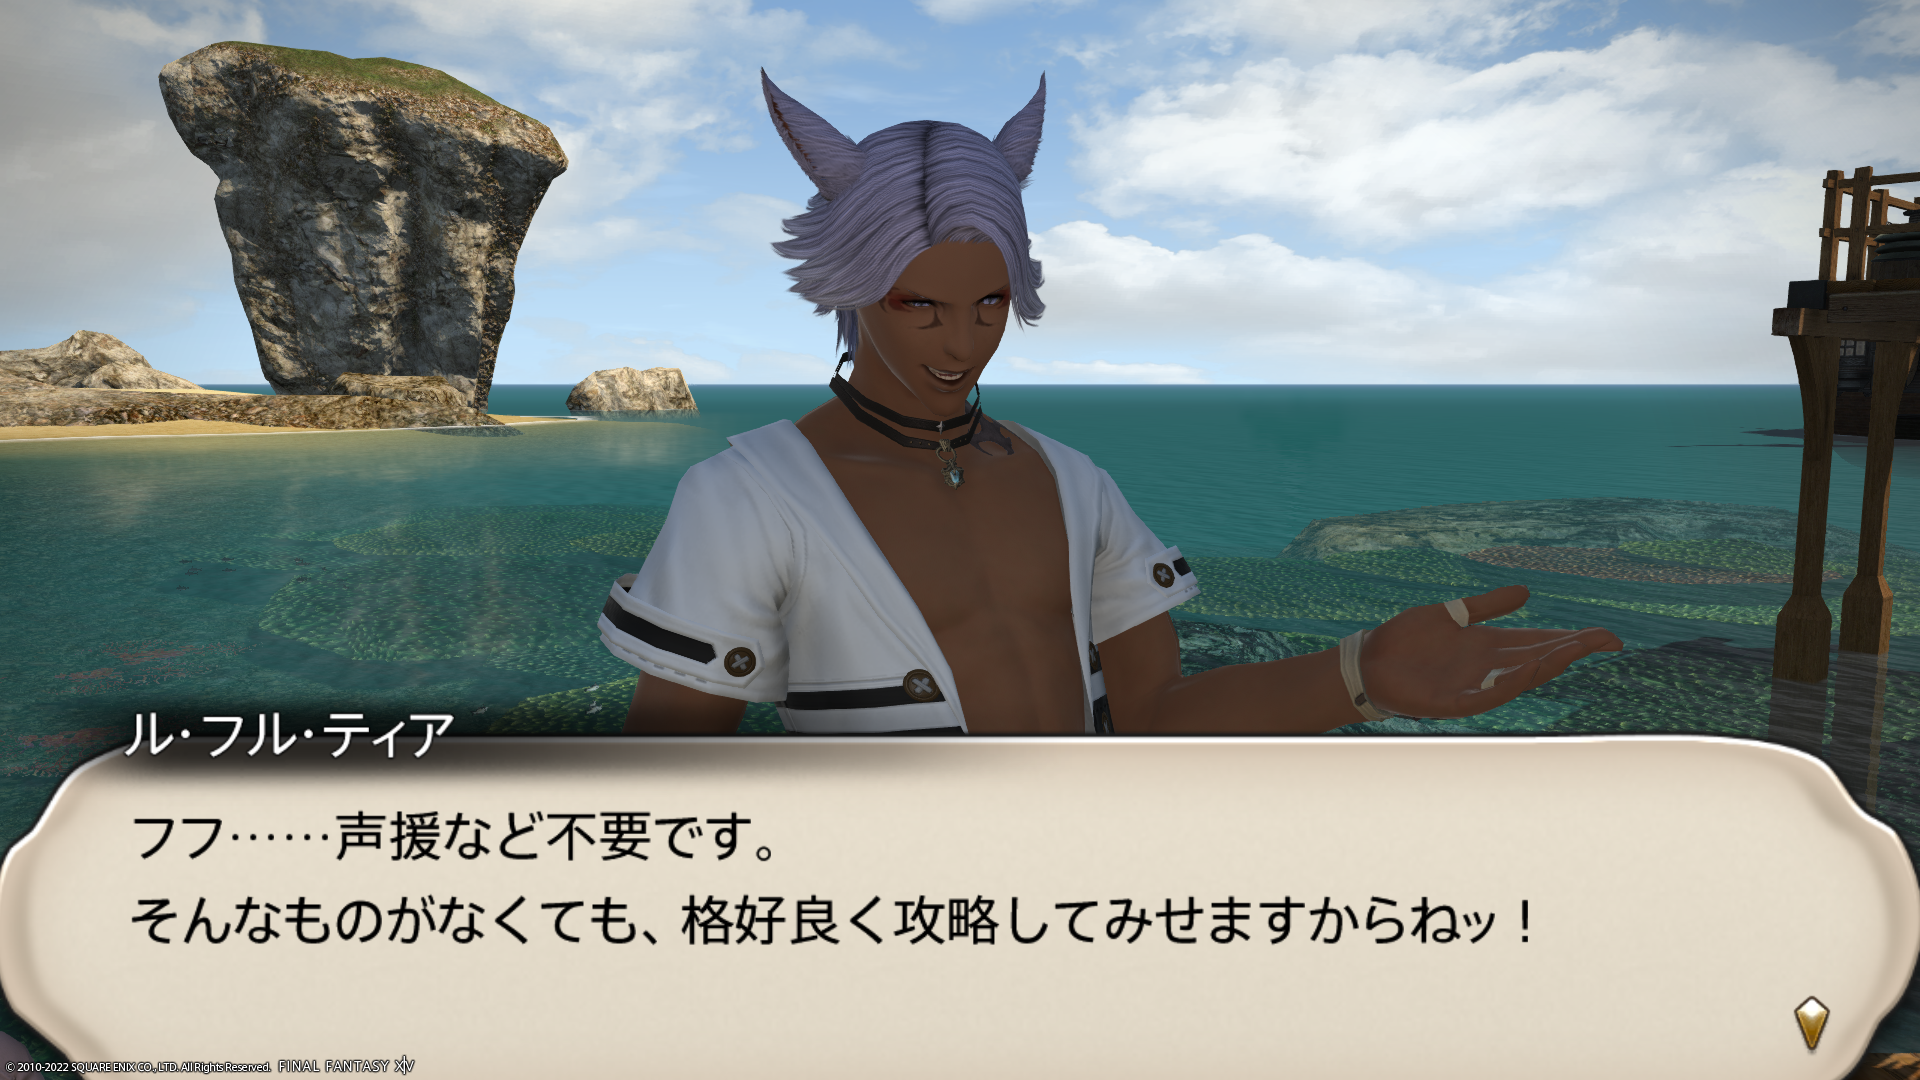 ル・フル・ティア
フフ……声援など不要です。
そんなものがなくても、格好良く攻略してみせますからねッ！
© 2010-2022 SQUARE ENIX CO., LTD. All Rights Reserved. FINAL FANTASY XIV